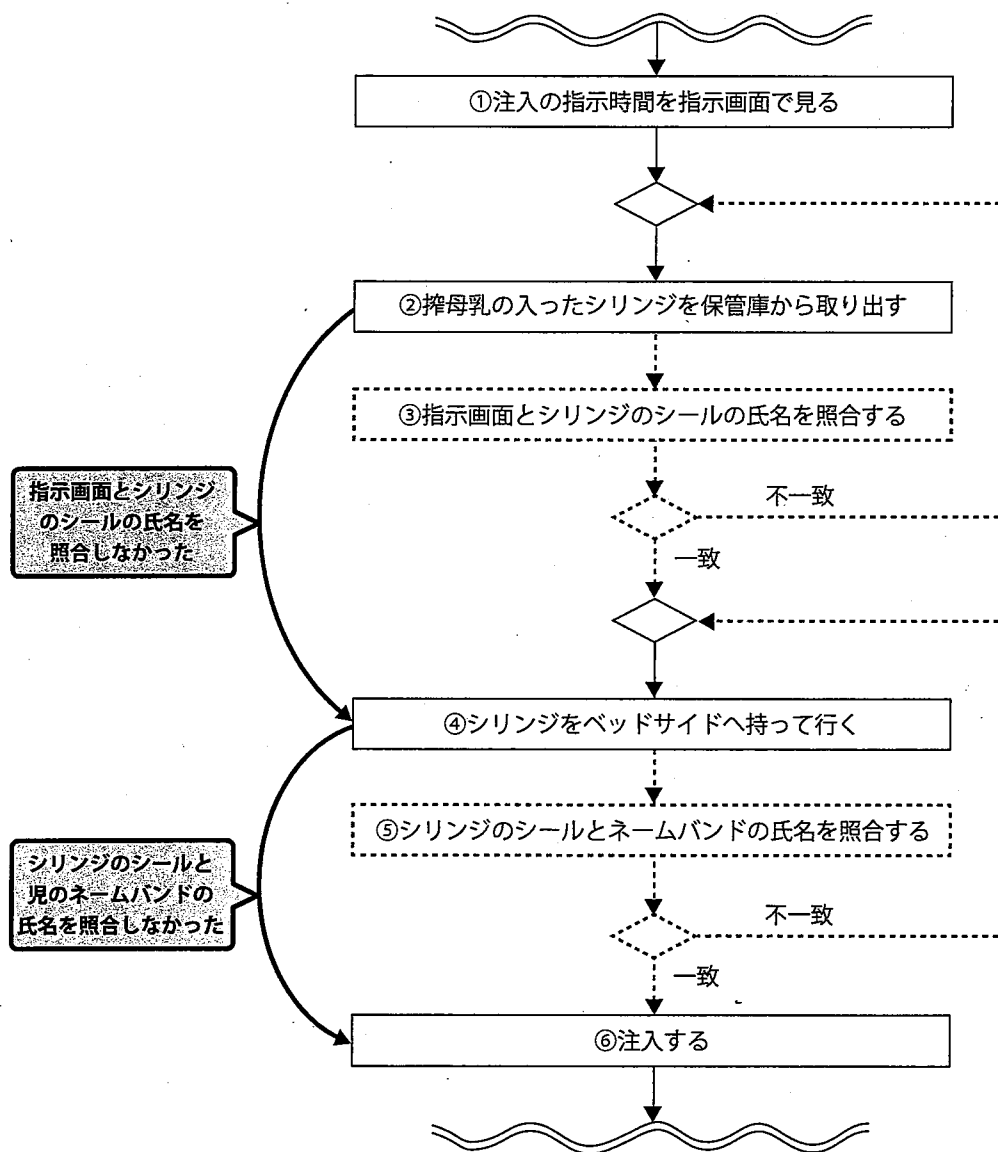 ①注入の指示時間を指示画面で見る
②搾母乳の入ったシリンジを保管庫から取り出す
③指示画面とシリンジのシールの氏名を照合する
指示画面とシリンジ
のシールの氏名を
照合しなかった
不一致
一致
④シリンジをベッドサイドへ持って行く
⑤シリンジのシールとネームバンドの氏名を照合する
シリンジのシールと
児のネームバンドの
氏名を照合しなかった
不一致
一致
⑥注入する